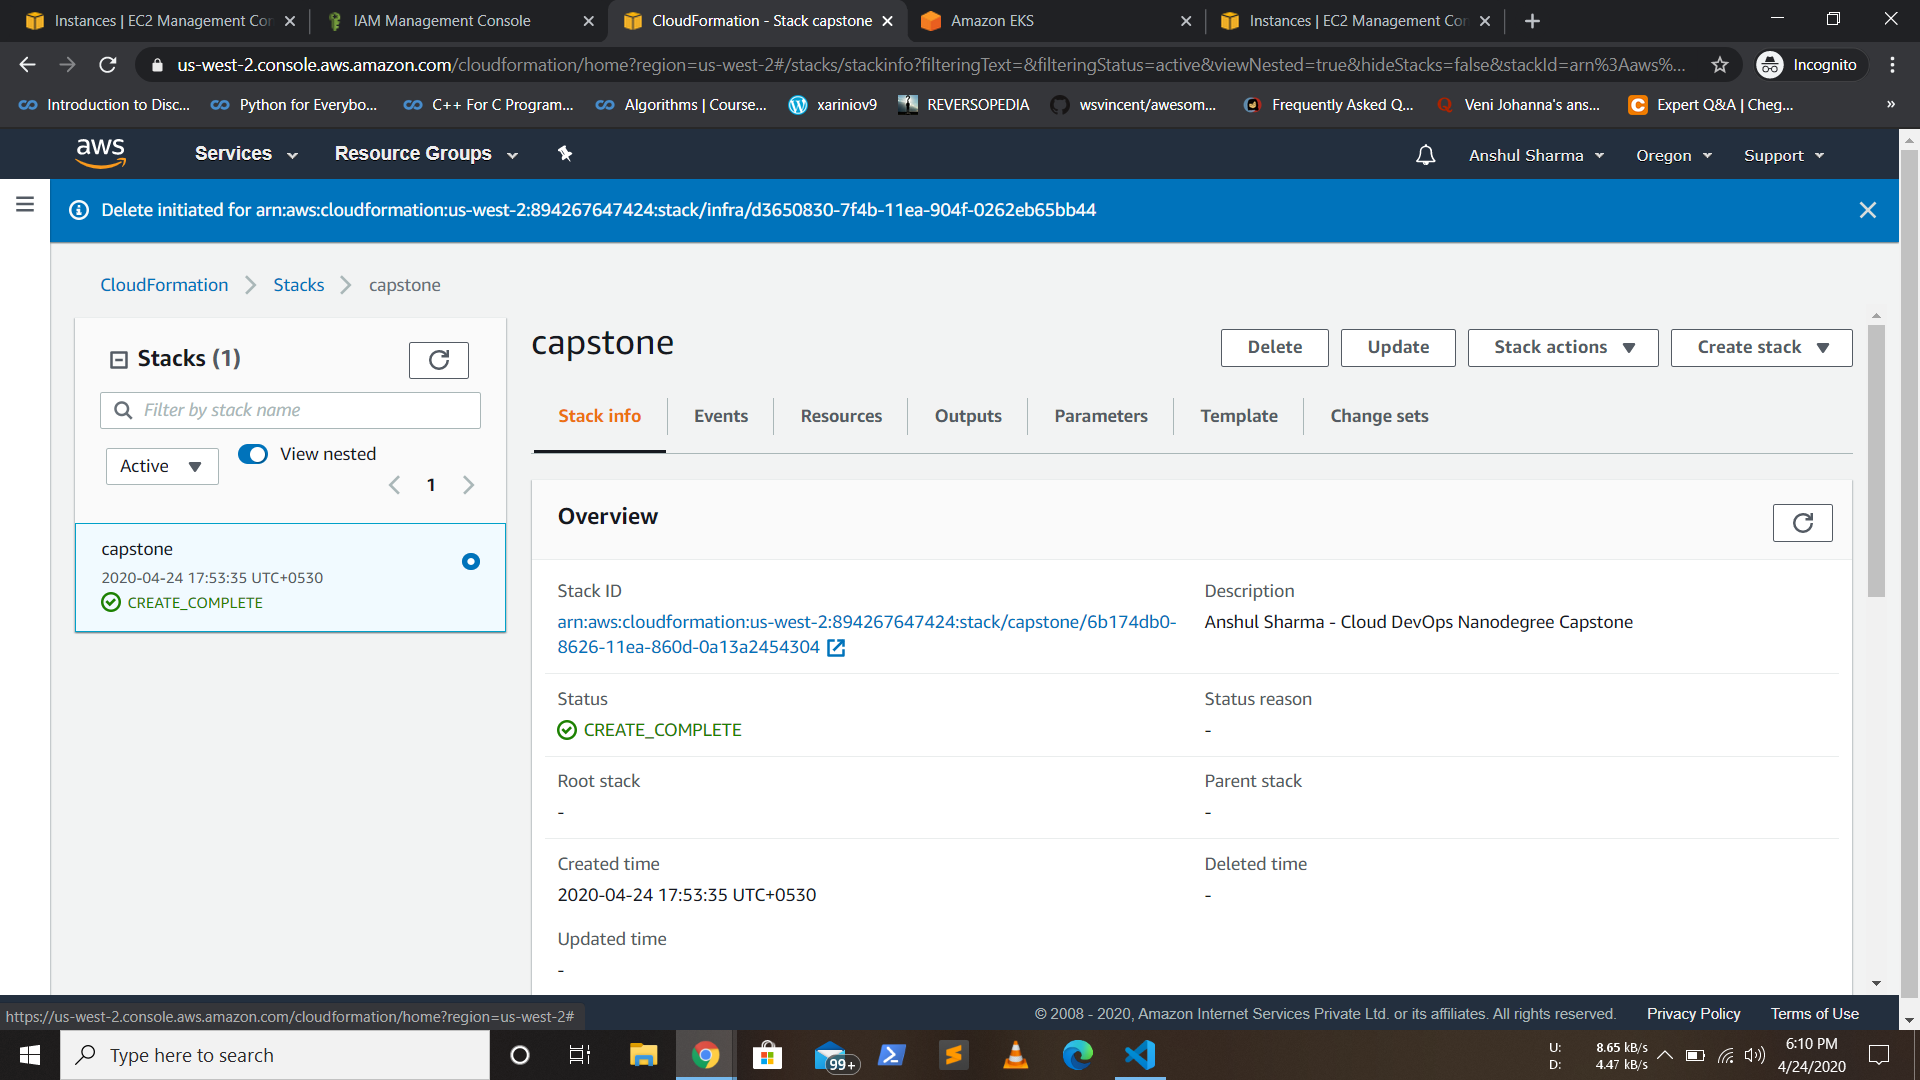 Instances | EC2 Management Con
IAM Management Console
CloudFormation - Stack capstone
Amazon EKS
Instances | EC2 Management Con
us-west-2.console.aws.amazon.com/cloudformation/home?region=us-west-2#/stacks/stackinfo?filteringText=&filteringStatus=active&viewNested=true&hideStacks=false&stackId=arn%3Aaws%...
Incognito
Introduction to Disc...
Python for Everybo...
C++ For C Program...
Algorithms | Course...
xariniov9
REVERSOPEDIA
wsvincent/awesom...
Frequently Asked Q...
Veni Johanna's ans...
Expert Q&A | Cheg...
»
aws
Services
Resource Groups
Anshul Sharma
Oregon
Support
Delete initiated for arn:aws:cloudformation:us-west-2:894267647424:stack/infra/d3650830-7f4b-11ea-904f-0262eb65bb44
CloudFormation
Stacks
capstone
Stacks (1)
Filter by stack name
Active
View nested
1
capstone
2020-04-24 17:53:35 UTC+0530
CREATE_COMPLETE
capstone
Delete
Update
Stack actions
Create stack
Stack info
Events
Resources
Outputs
Parameters
Template
Change sets
Overview
Stack ID
arn:aws:cloudformation:us-west-2:894267647424:stack/capstone/6b174db0-
8626-11ea-860d-0a13a2454304
Description
Anshul Sharma - Cloud DevOps Nanodegree Capstone
Status
CREATE_COMPLETE
Status reason
-
Root stack
-
Parent stack
-
Created time
2020-04-24 17:53:35 UTC+0530
Deleted time
-
Updated time
-
https://us-west-2.console.aws.amazon.com/cloudformation/home?region=us-west-2#
© 2008 - 2020, Amazon Internet Services Private Ltd. or its affiliates. All rights reserved.
Privacy Policy
Terms of Use
Type here to search
99+
U: 8.65 kB/s
D: 4.47 kB/s
6:10 PM
4/24/2020